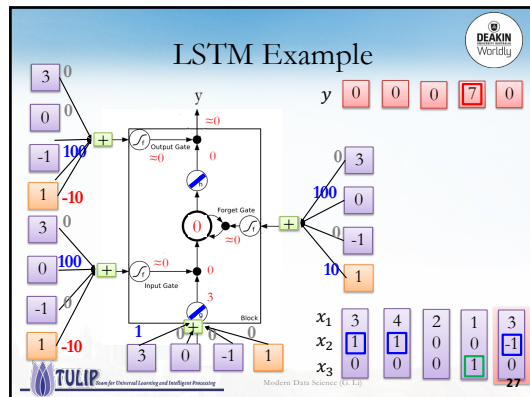 LSTM Example
DEAKIN
Worldly
y 0 0 0 7 0
3 0
0 0
-1 100
1 -10
+
y
≈0
≈0
Output Gate
0
h
Forget Gate
0
≈0
3 0
0 100
-1 0
1 10
+
3 0
0 100
-1 0
1 -10
+
≈0
Input Gate
0
3
g
Block
1 0 0 0
+
3 0 -1 1
x1 3 4 2 1 3
x2 1 1 0 0 -1
x3 0 0 0 1 0
TULIP Team for Universal Learning and Intelligent Processing
Modern Data Science (G. Li)
27